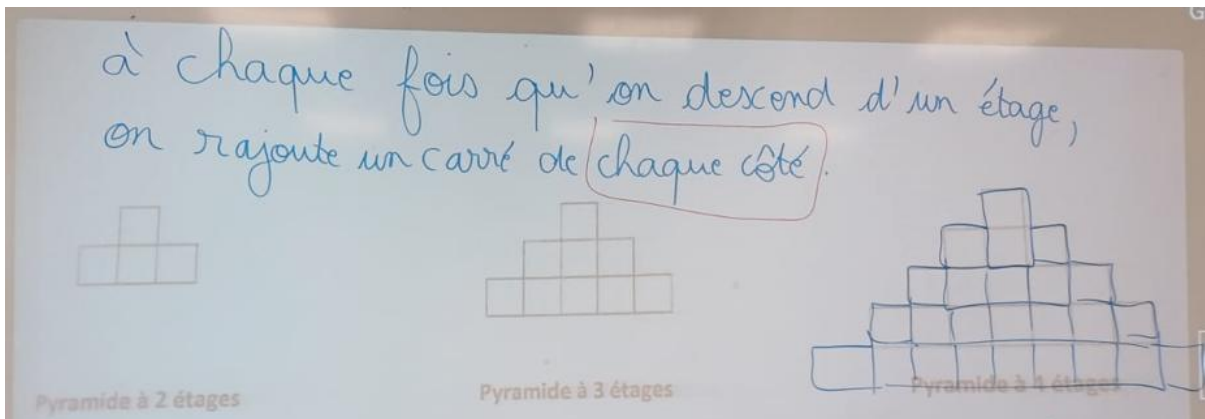 à chaque fois qu'on descend d'un étage,
on rajoute un carré de chaque côté.
Pyramide à 2 étages
Pyramide à 3 étages
Pyramide à 4 étages